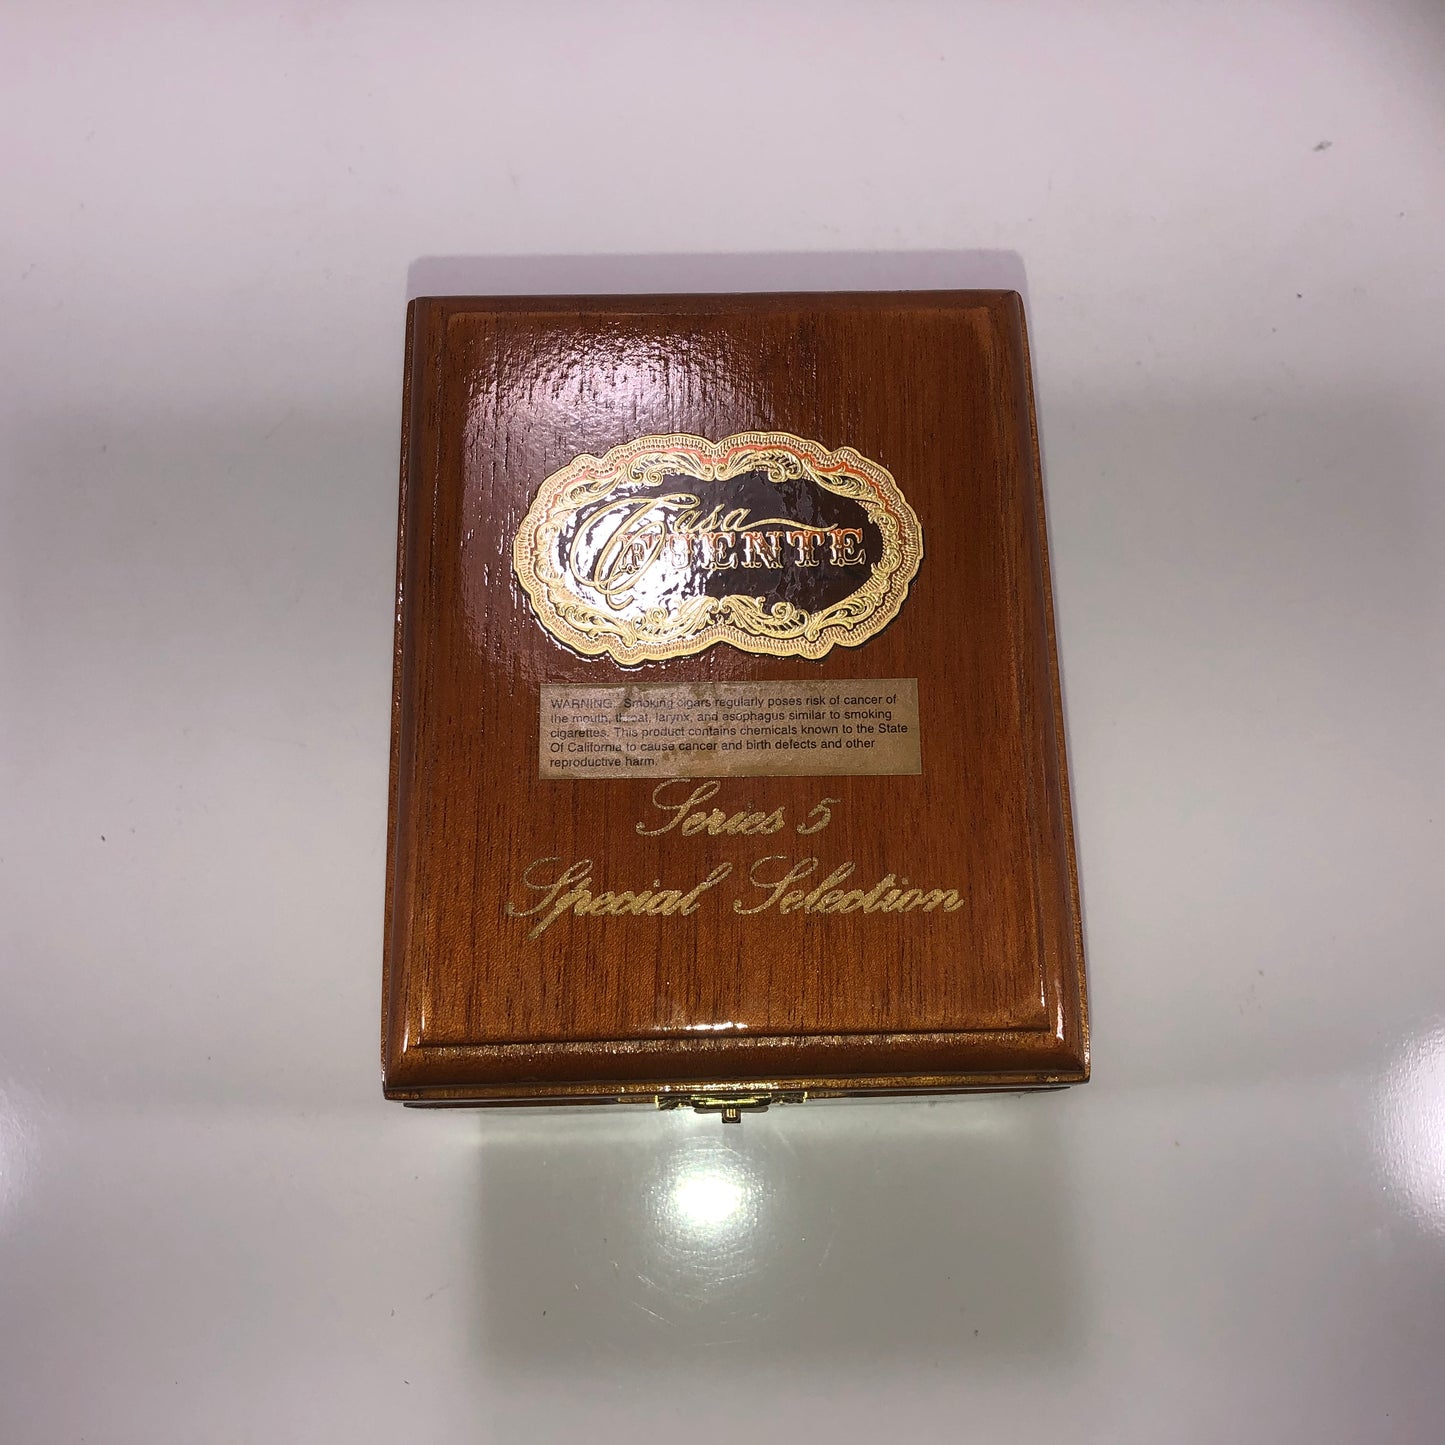 Casa
FUENTE
WARNING: Smoking cigars regularly poses risk of cancer of
the mouth, throat, larynx, and esophagus similar to smoking
cigarettes. This product contains chemicals known to the State
Of California to cause cancer and birth defects and other
reproductive harm.
Series 5
Special Selection